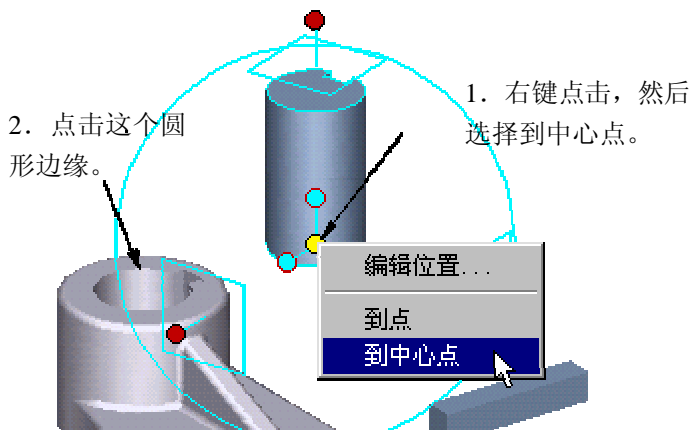 1．右键点击，然后
选择到中心点。
2．点击这个圆
形边缘。
编辑位置...
到点
到中心点